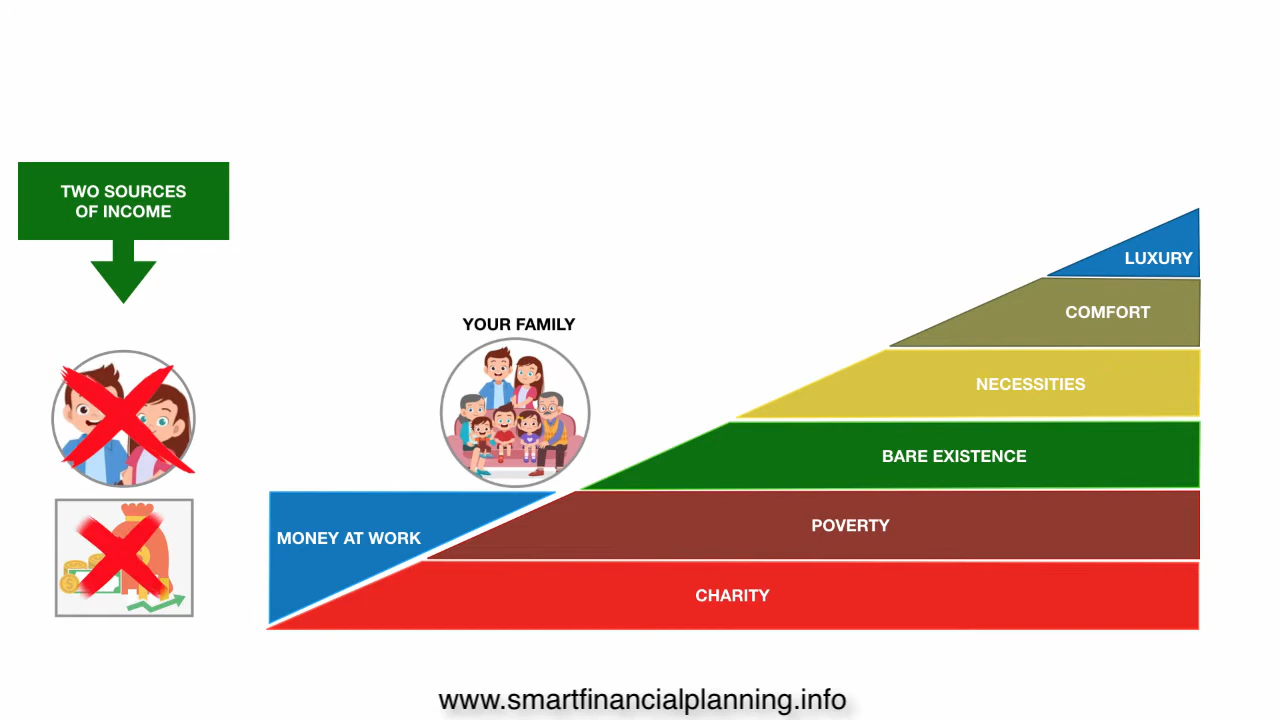 TWO SOURCES
OF INCOME
YOUR FAMILY
LUXURY
COMFORT
NECESSITIES
BARE EXISTENCE
MONEY AT WORK
POVERTY
CHARITY
www.smartfinancialplanning.info